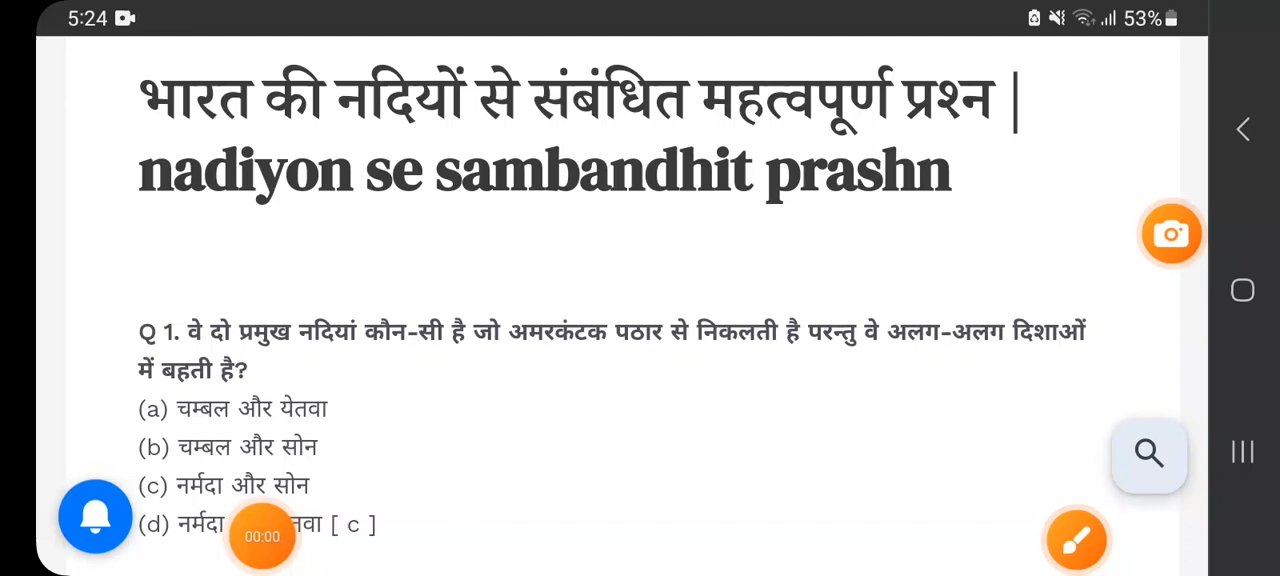 5:24 53%
भारत की नदियों से संबंधित महत्वपूर्ण प्रश्न |
nadiyon se sambandhit prashn
Q 1. वे दो प्रमुख नदियां कौन-सी है जो अमरकंटक पठार से निकलती है परन्तु वे अलग-अलग दिशाओं
में बहती है?
(a) चम्बल और येतवा
(b) चम्बल और सोन
(c) नर्मदा और सोन
(d) नर्मदा तवा [ c ]
00:00